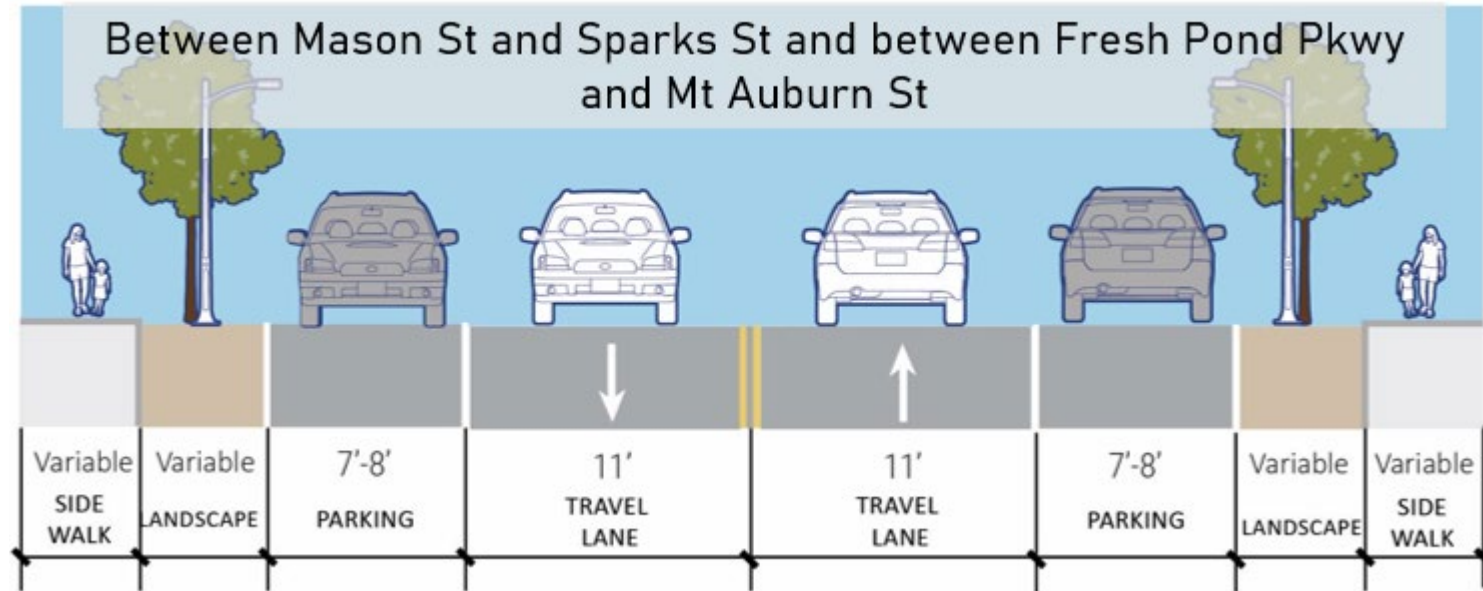 Between Mason St and Sparks St and between Fresh Pond Pkwy
and Mt Auburn St
Variable
SIDE
WALK
Variable
LANDSCAPE
7'-8'
PARKING
11'
TRAVEL
LANE
11'
TRAVEL
LANE
7'-8'
PARKING
Variable
LANDSCAPE
Variable
SIDE
WALK